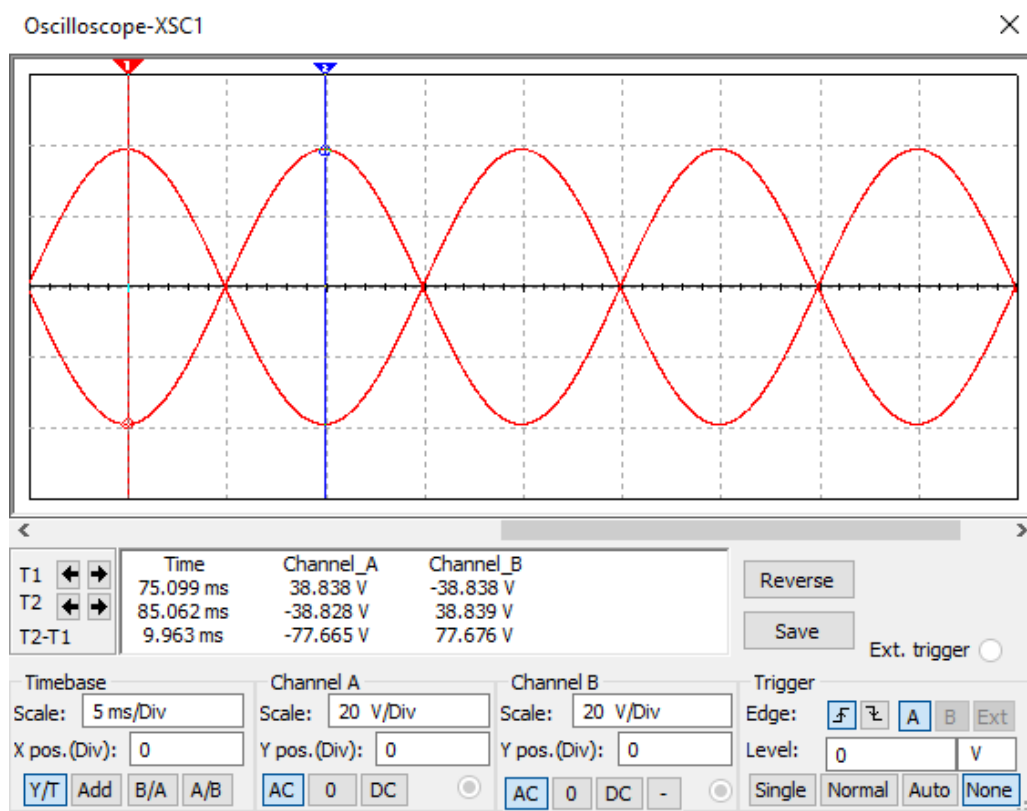 Oscilloscope-XSC1
1 2
T1
T2
T2-T1
Time Channel_A Channel_B
75.099 ms 38.838 V -38.838 V
85.062 ms -38.828 V 38.839 V
9.963 ms -77.665 V 77.676 V
Reverse
Save
Ext. trigger
Timebase
Scale: 5 ms/Div
X pos.(Div): 0
Y/T Add B/A A/B
Channel A
Scale: 20 V/Div
Y pos.(Div): 0
AC 0 DC
Channel B
Scale: 20 V/Div
Y pos.(Div): 0
AC 0 DC -
Trigger
Edge: A B Ext
Level: 0 V
Single Normal Auto None